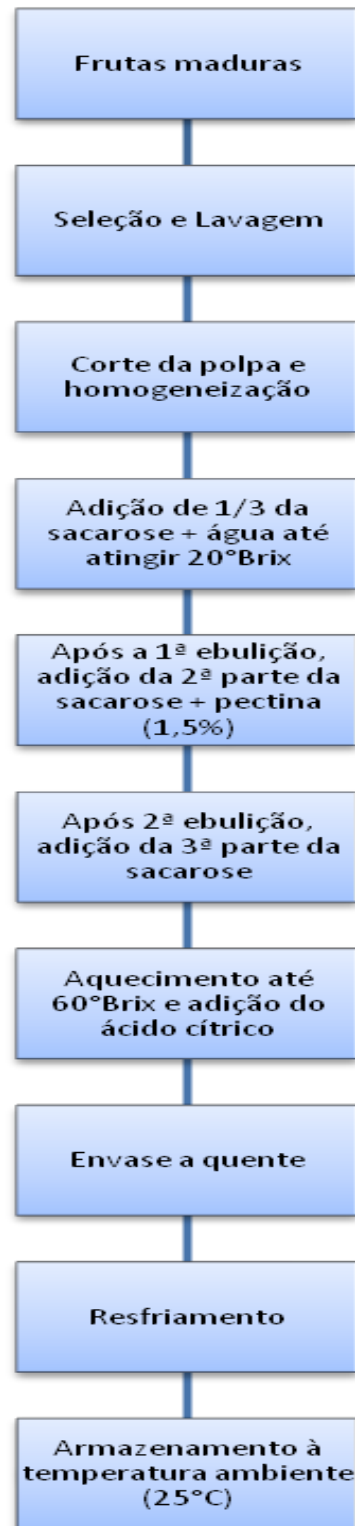 Frutas maduras
Seleção e Lavagem
Corte da polpa e
homogeneização
Adição de 1/3 da
sacarose + água até
atingir 20°Brix
Após a 1ª ebulição,
adição da 2ª parte da
sacarose + pectina
(1,5%)
Após 2ª ebulição,
adição da 3ª parte da
sacarose
Aquecimento até
60°Brix e adição do
ácido cítrico
Envase a quente
Resfriamento
Armazenamento à
temperatura ambiente
(25°C)